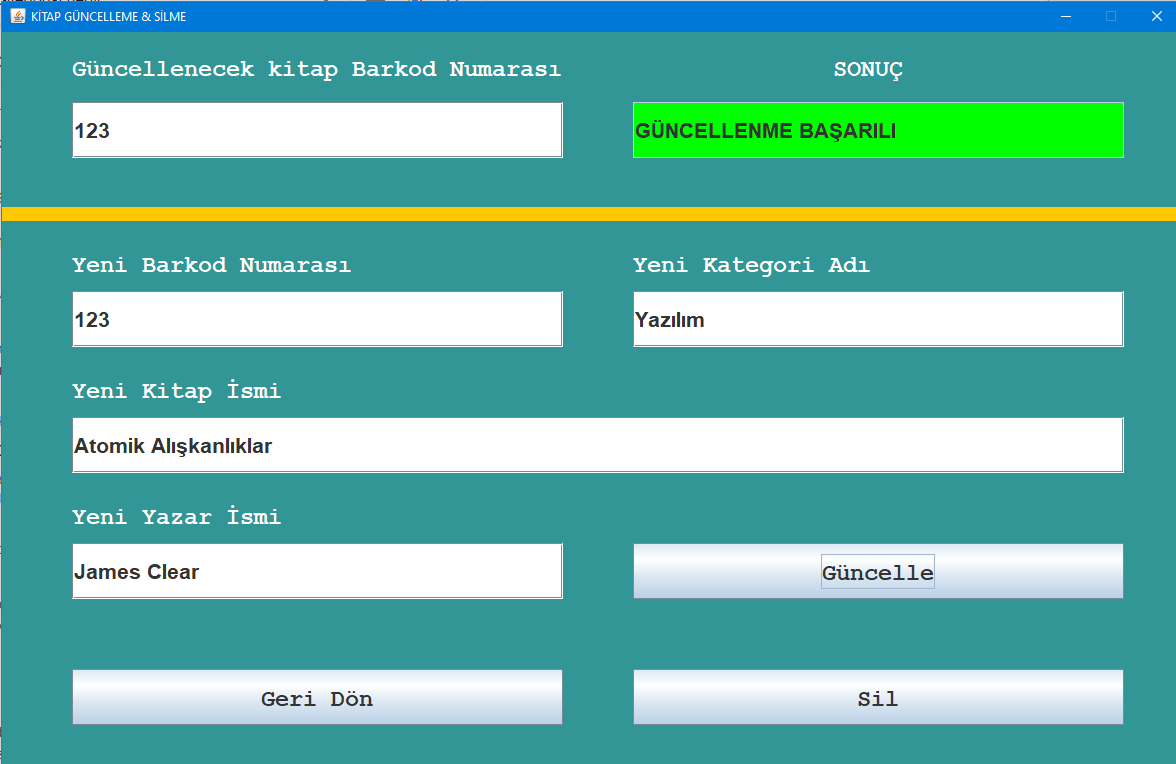 KİTAP GÜNCELLEME & SİLME
Güncellenecek kitap Barkod Numarası
SONUÇ
123
GÜNCELLENME BAŞARILI
Yeni Barkod Numarası
Yeni Kategori Adı
123
Yazılım
Yeni Kitap İsmi
Atomik Alışkanlıklar
Yeni Yazar İsmi
James Clear
Güncelle
Geri Dön
Sil